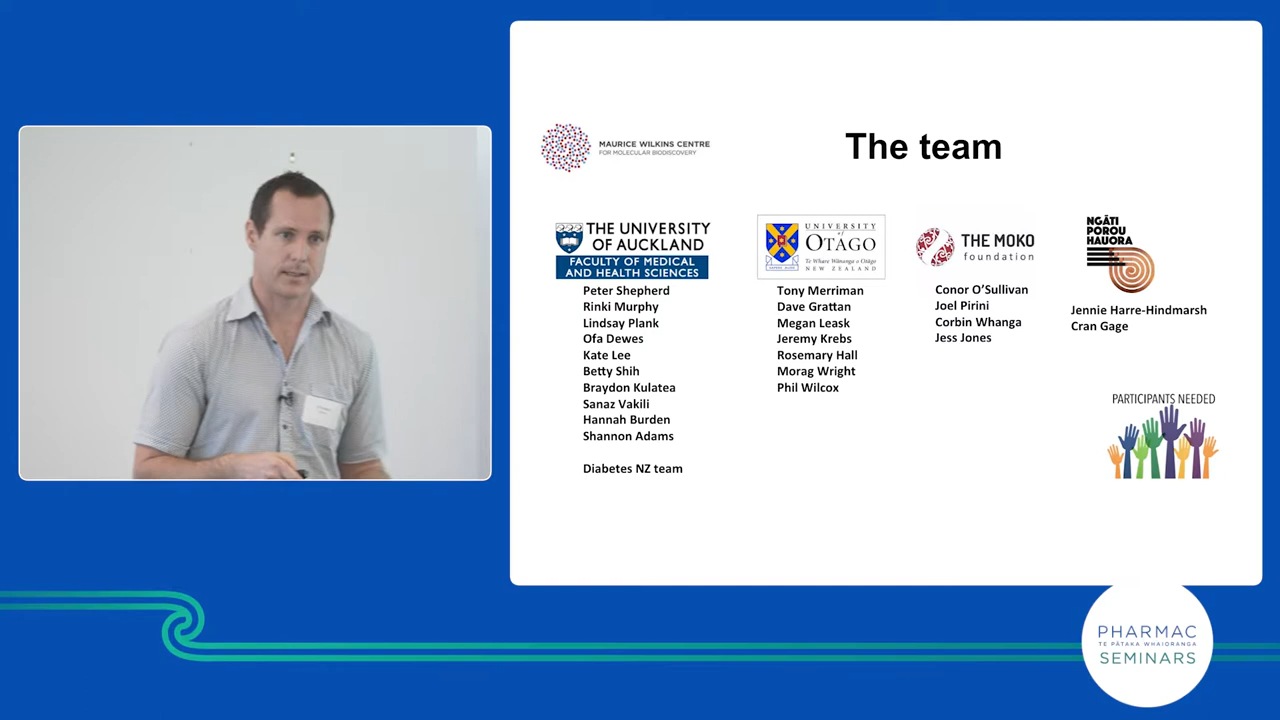 MAURICE WILKINS CENTRE
FOR MOLECULAR BIODISCOVERY
The team
THE UNIVERSITY
OF AUCKLAND
FACULTY OF MEDICAL
AND HEALTH SCIENCES
Peter Shepherd
Rinki Murphy
Lindsay Plank
Ofa Dewes
Kate Lee
Betty Shih
Braydon Kulatea
Sanaz Vakili
Hannah Burden
Shannon Adams
Diabetes NZ team
UNIVERSITY
of
OTAGO
Te Whare Wānanga o Otāgo
NEW ZEALAND
Tony Merriman
Dave Grattan
Megan Leask
Jeremy Krebs
Rosemary Hall
Morag Wright
Phil Wilcox
THE MOKO
foundation
Conor O’Sullivan
Joel Pirini
Corbin Whanga
Jess Jones
NGĀTI
POROU
HAUORA
Jennie Harre-Hindmarsh
Cran Gage
PARTICIPANTS NEEDED
PHARMAC
TE PĀTAKA WHAIORANGA
SEMINARS